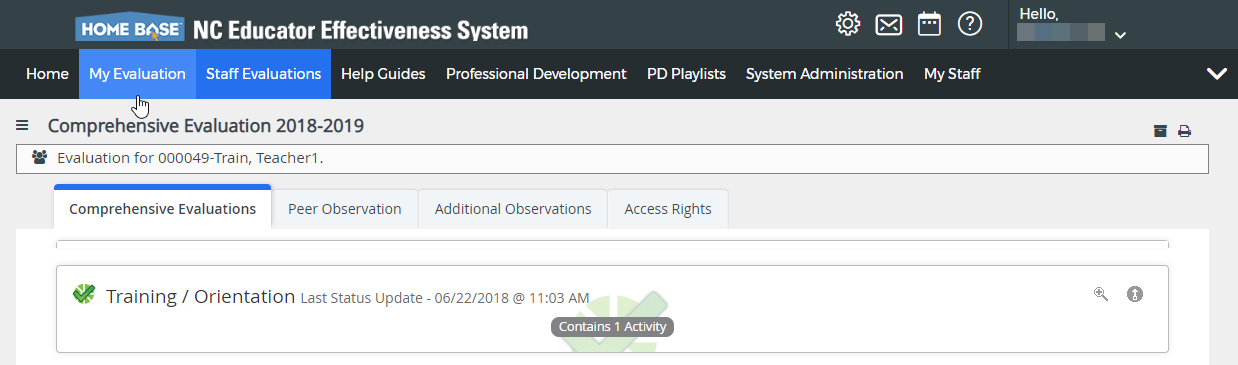 HOME BASE NC Educator Effectiveness System
Hello,
Home My Evaluation Staff Evaluations Help Guides Professional Development PD Playlists System Administration My Staff
Comprehensive Evaluation 2018-2019
Evaluation for 000049-Train, Teacher1.
Comprehensive Evaluations Peer Observation Additional Observations Access Rights
Training / Orientation Last Status Update - 06/22/2018 @ 11:03 AM
Contains 1 Activity